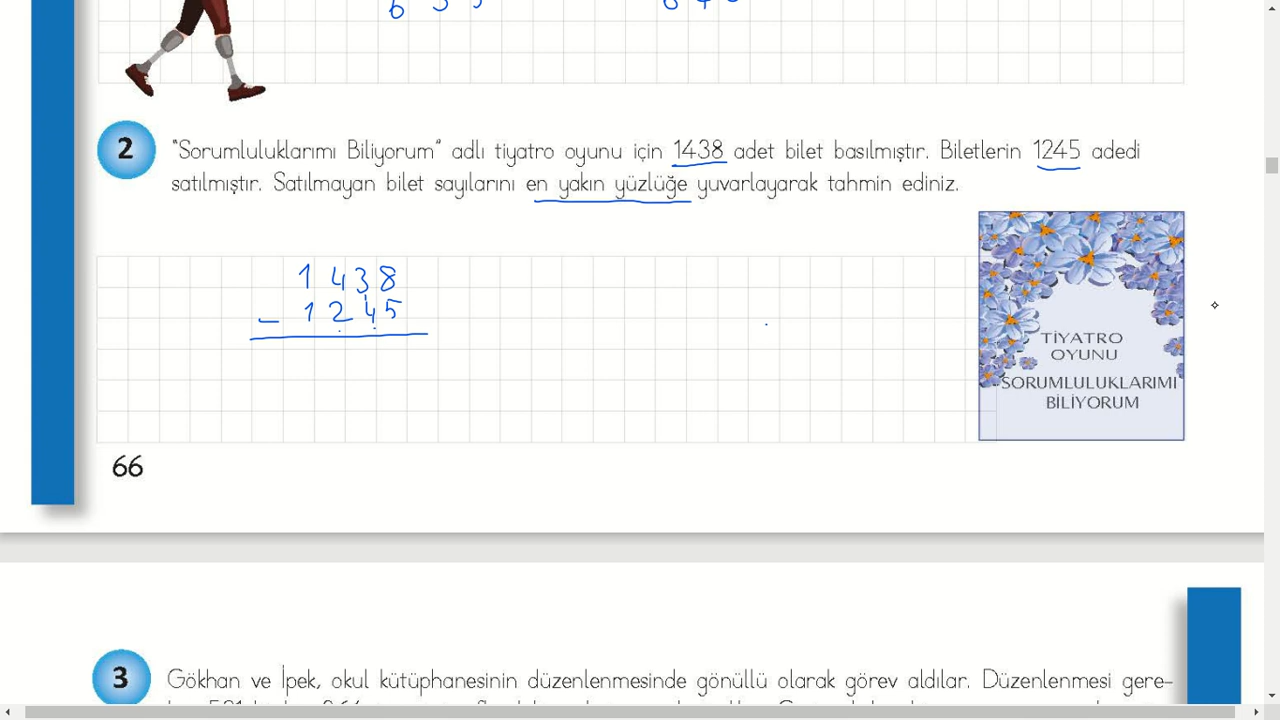 2 "Sorumluluklarımı Biliyorum" adlı tiyatro oyunu için 1438 adet bilet basılmıştır. Biletlerin 1245 adedi
satılmıştır. Satılmayan bilet sayılarını en yakın yüzlüğe yuvarlayarak tahmin ediniz.
1438
- 1245
TİYATRO
OYUNU
SORUMLULUKLARIMI
BİLİYORUM
66
3 Gökhan ve İpek, okul kütüphanesinin düzenlenmesinde gönüllü olarak görev aldılar. Düzenlenmesi gere-